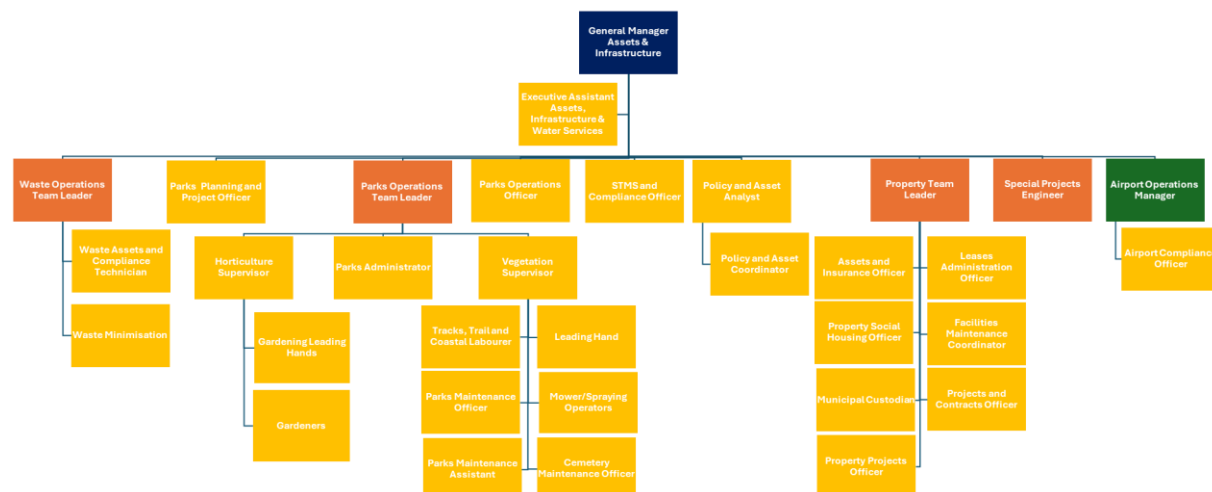 General Manager
Assets &
Infrastructure
Executive Assistant
Assets,
Infrastructure &
Water Services
Waste Operations
Team Leader
Parks Planning and
Project Officer
Parks Operations
Team Leader
Parks Operations
Officer
STMS and
Compliance Officer
Policy and Asset
Analyst
Property Team
Leader
Special Projects
Engineer
Airport Operations
Manager
Waste Assets and
Compliance
Technician
Horticulture
Supervisor
Parks Administrator
Vegetation
Supervisor
Policy and Asset
Coordinator
Assets and
Insurance Officer
Leases
Administration
Officer
Airport Compliance
Officer
Waste Minimisation
Gardening Leading
Hands
Tracks, Trail and
Coastal Labourer
Leading Hand
Property Social
Housing Officer
Facilities
Maintenance
Coordinator
Gardeners
Parks Maintenance
Officer
Mower/Spraying
Operators
Municipal Custodian
Projects and
Contracts Officer
Parks Maintenance
Assistant
Cemetery
Maintenance Officer
Property Projects
Officer